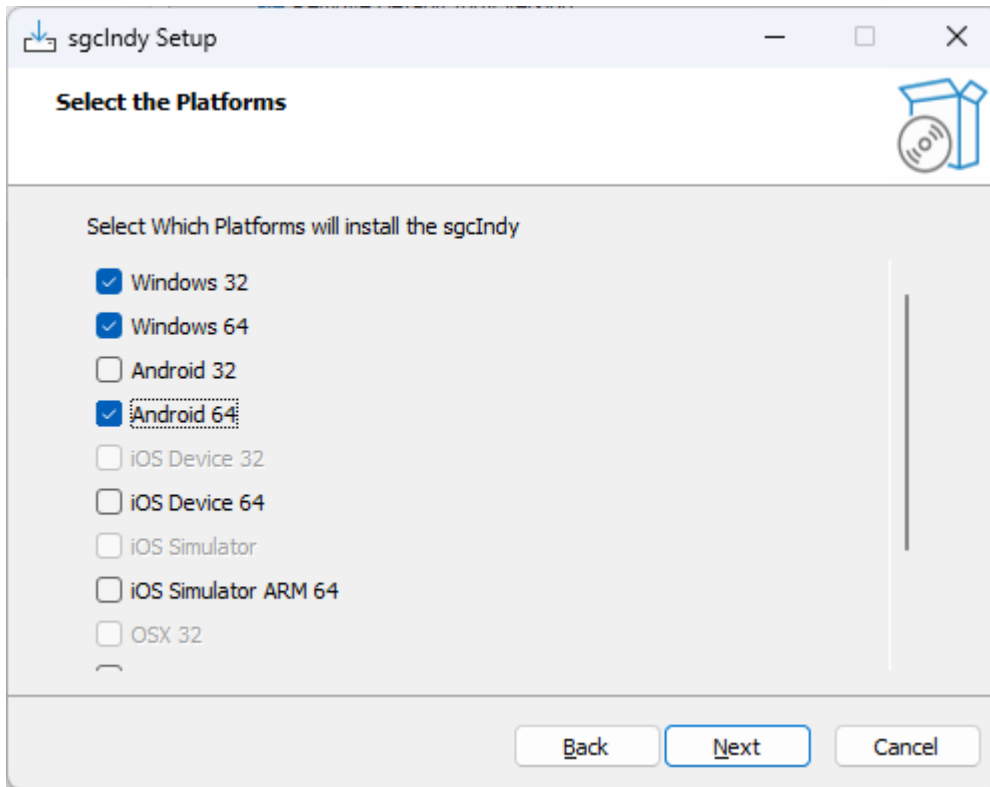 sgcIndy Setup
Select the Platforms
Select Which Platforms will install the sgcIndy
Windows 32
Windows 64
Android 32
Android 64
iOS Device 32
iOS Device 64
iOS Simulator
iOS Simulator ARM 64
OSX 32
Back
Next
Cancel